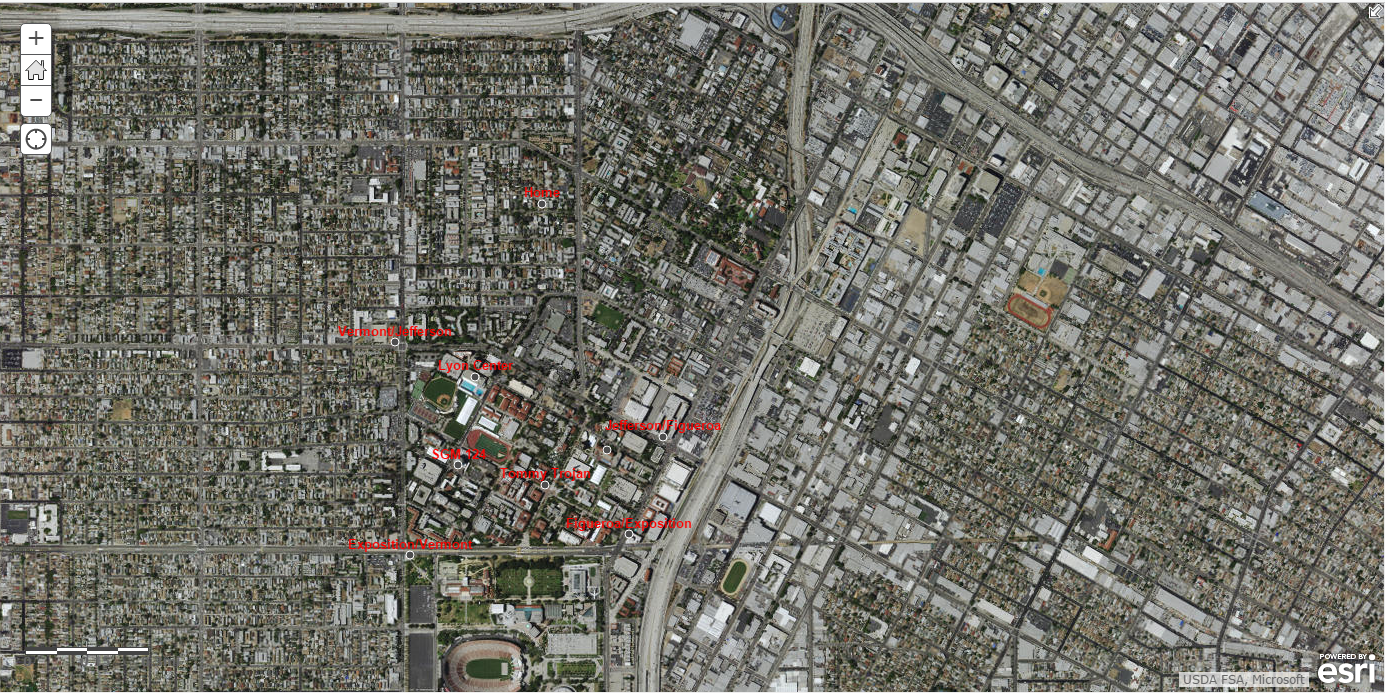 +
−
Home
Vermont/Jefferson
Lyon Center
Jefferson/Figueroa
SGM 124
Tommy Trojan
Figueroa/Exposition
Exposition/Vermont
POWERED BY
esri
USDA FSA, Microsoft